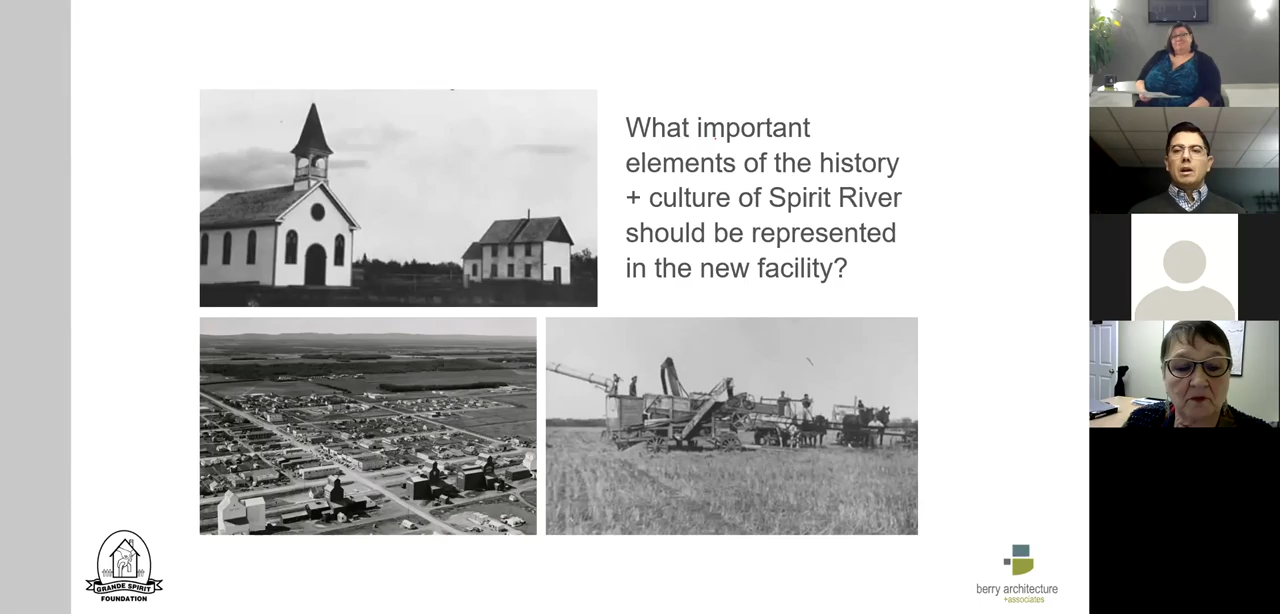 What important
elements of the history
+ culture of Spirit River
should be represented
in the new facility?
GRANDE SPIRIT
FOUNDATION
berry architecture
+associates